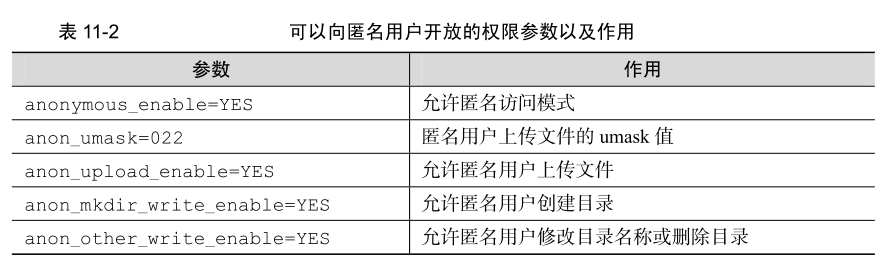 表 11-2 可以向匿名用户开放的权限参数以及作用
参数 作用
anonymous_enable=YES 允许匿名访问模式
anon_umask=022 匿名用户上传文件的 umask 值
anon_upload_enable=YES 允许匿名用户上传文件
anon_mkdir_write_enable=YES 允许匿名用户创建目录
anon_other_write_enable=YES 允许匿名用户修改目录名称或删除目录